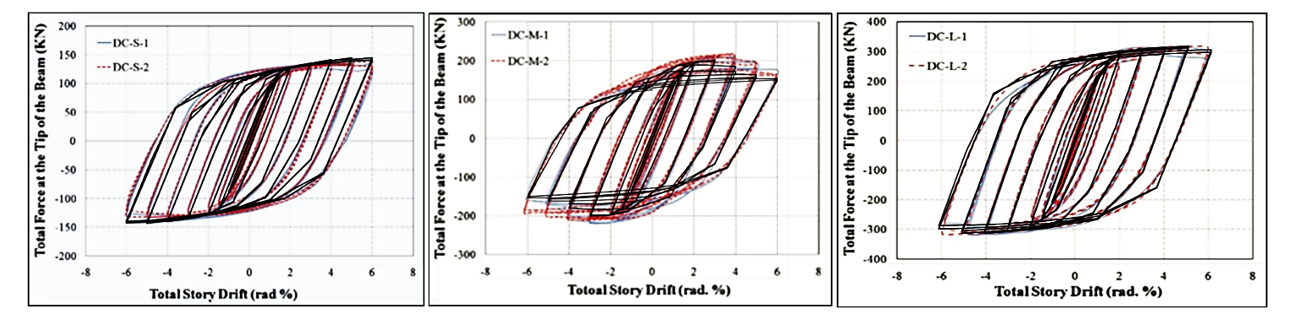 Total Force at the Tip of the Beam (KN)
200
150
100
50
0
-50
-100
-150
-200
DC-S-1
DC-S-2
-8 -6 -4 -2 0 2 4 6 8
Total Story Drift (rad %)
Total Force at the Tip of the Beam (KN)
300
200
100
0
-100
-200
-300
DC-M-1
DC-M-2
-8 -6 -4 -2 0 2 4 6 8
Totoal Story Drift (rad. %)
Total Force at the Tip of the Beam (KN)
400
300
200
100
0
-100
-200
-300
-400
DC-L-1
DC-L-2
-8 -6 -4 -2 0 2 4 6 8
Total Story Drift (rad. %)